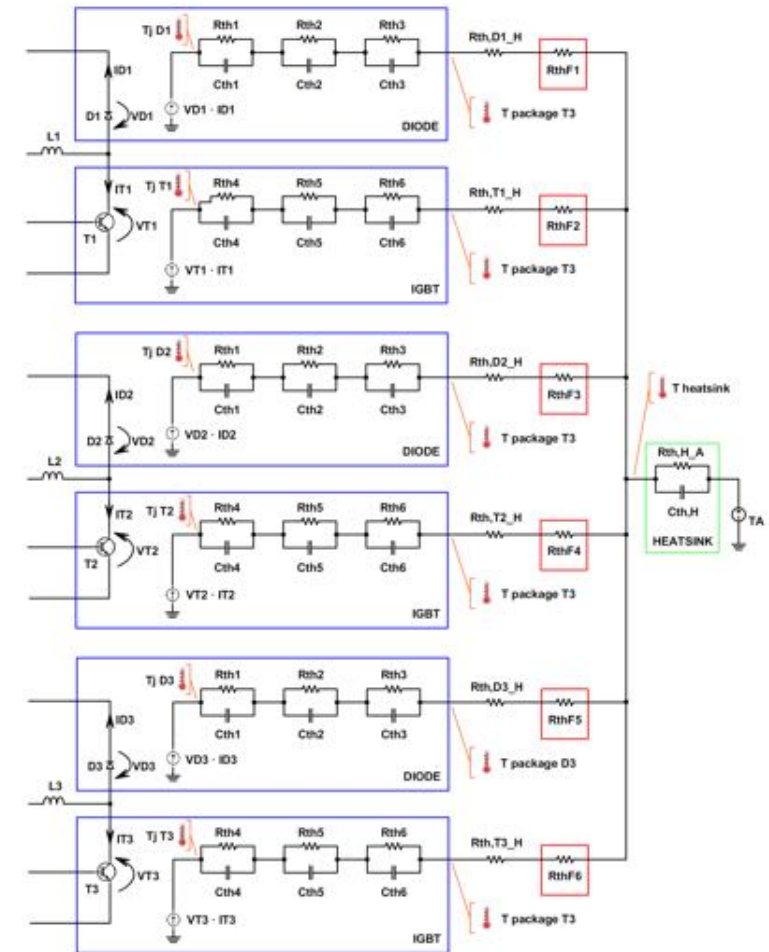 Tj D1 Rth1 Rth2 Rth3 Rth,D1_H
ID1 RthF1
Cth1 Cth2 Cth3
D1 VD1 VD1 · ID1 T package T3
DIODE
L1
IT1 Tj T1 Rth4 Rth5 Rth6 Rth,T1_H
VT1 RthF2
T1 Cth4 Cth5 Cth6
VT1 · IT1 T package T3
IGBT
Tj D2 Rth1 Rth2 Rth3 Rth,D2_H
ID2 RthF3 T heatsink
Cth1 Cth2 Cth3
D2 VD2 VD2 · ID2 T package T3
DIODE Rth,H_A
L2
Cth,H
IT2 Tj T2 Rth4 Rth5 Rth6 Rth,T2_H TA
HEATSINK
VT2 RthF4
T2 Cth4 Cth5 Cth6
VT2 · IT2 T package T3
IGBT
Tj D3 Rth1 Rth2 Rth3 Rth,D3_H
ID3 RthF5
Cth1 Cth2 Cth3
D3 VD3 VD3 · ID3 T package D3
DIODE
L3
IT3 Tj T3 Rth4 Rth5 Rth6 Rth,T3_H
VT3 RthF6
T3 Cth4 Cth5 Cth6
VT3 · IT3 T package T3
IGBT